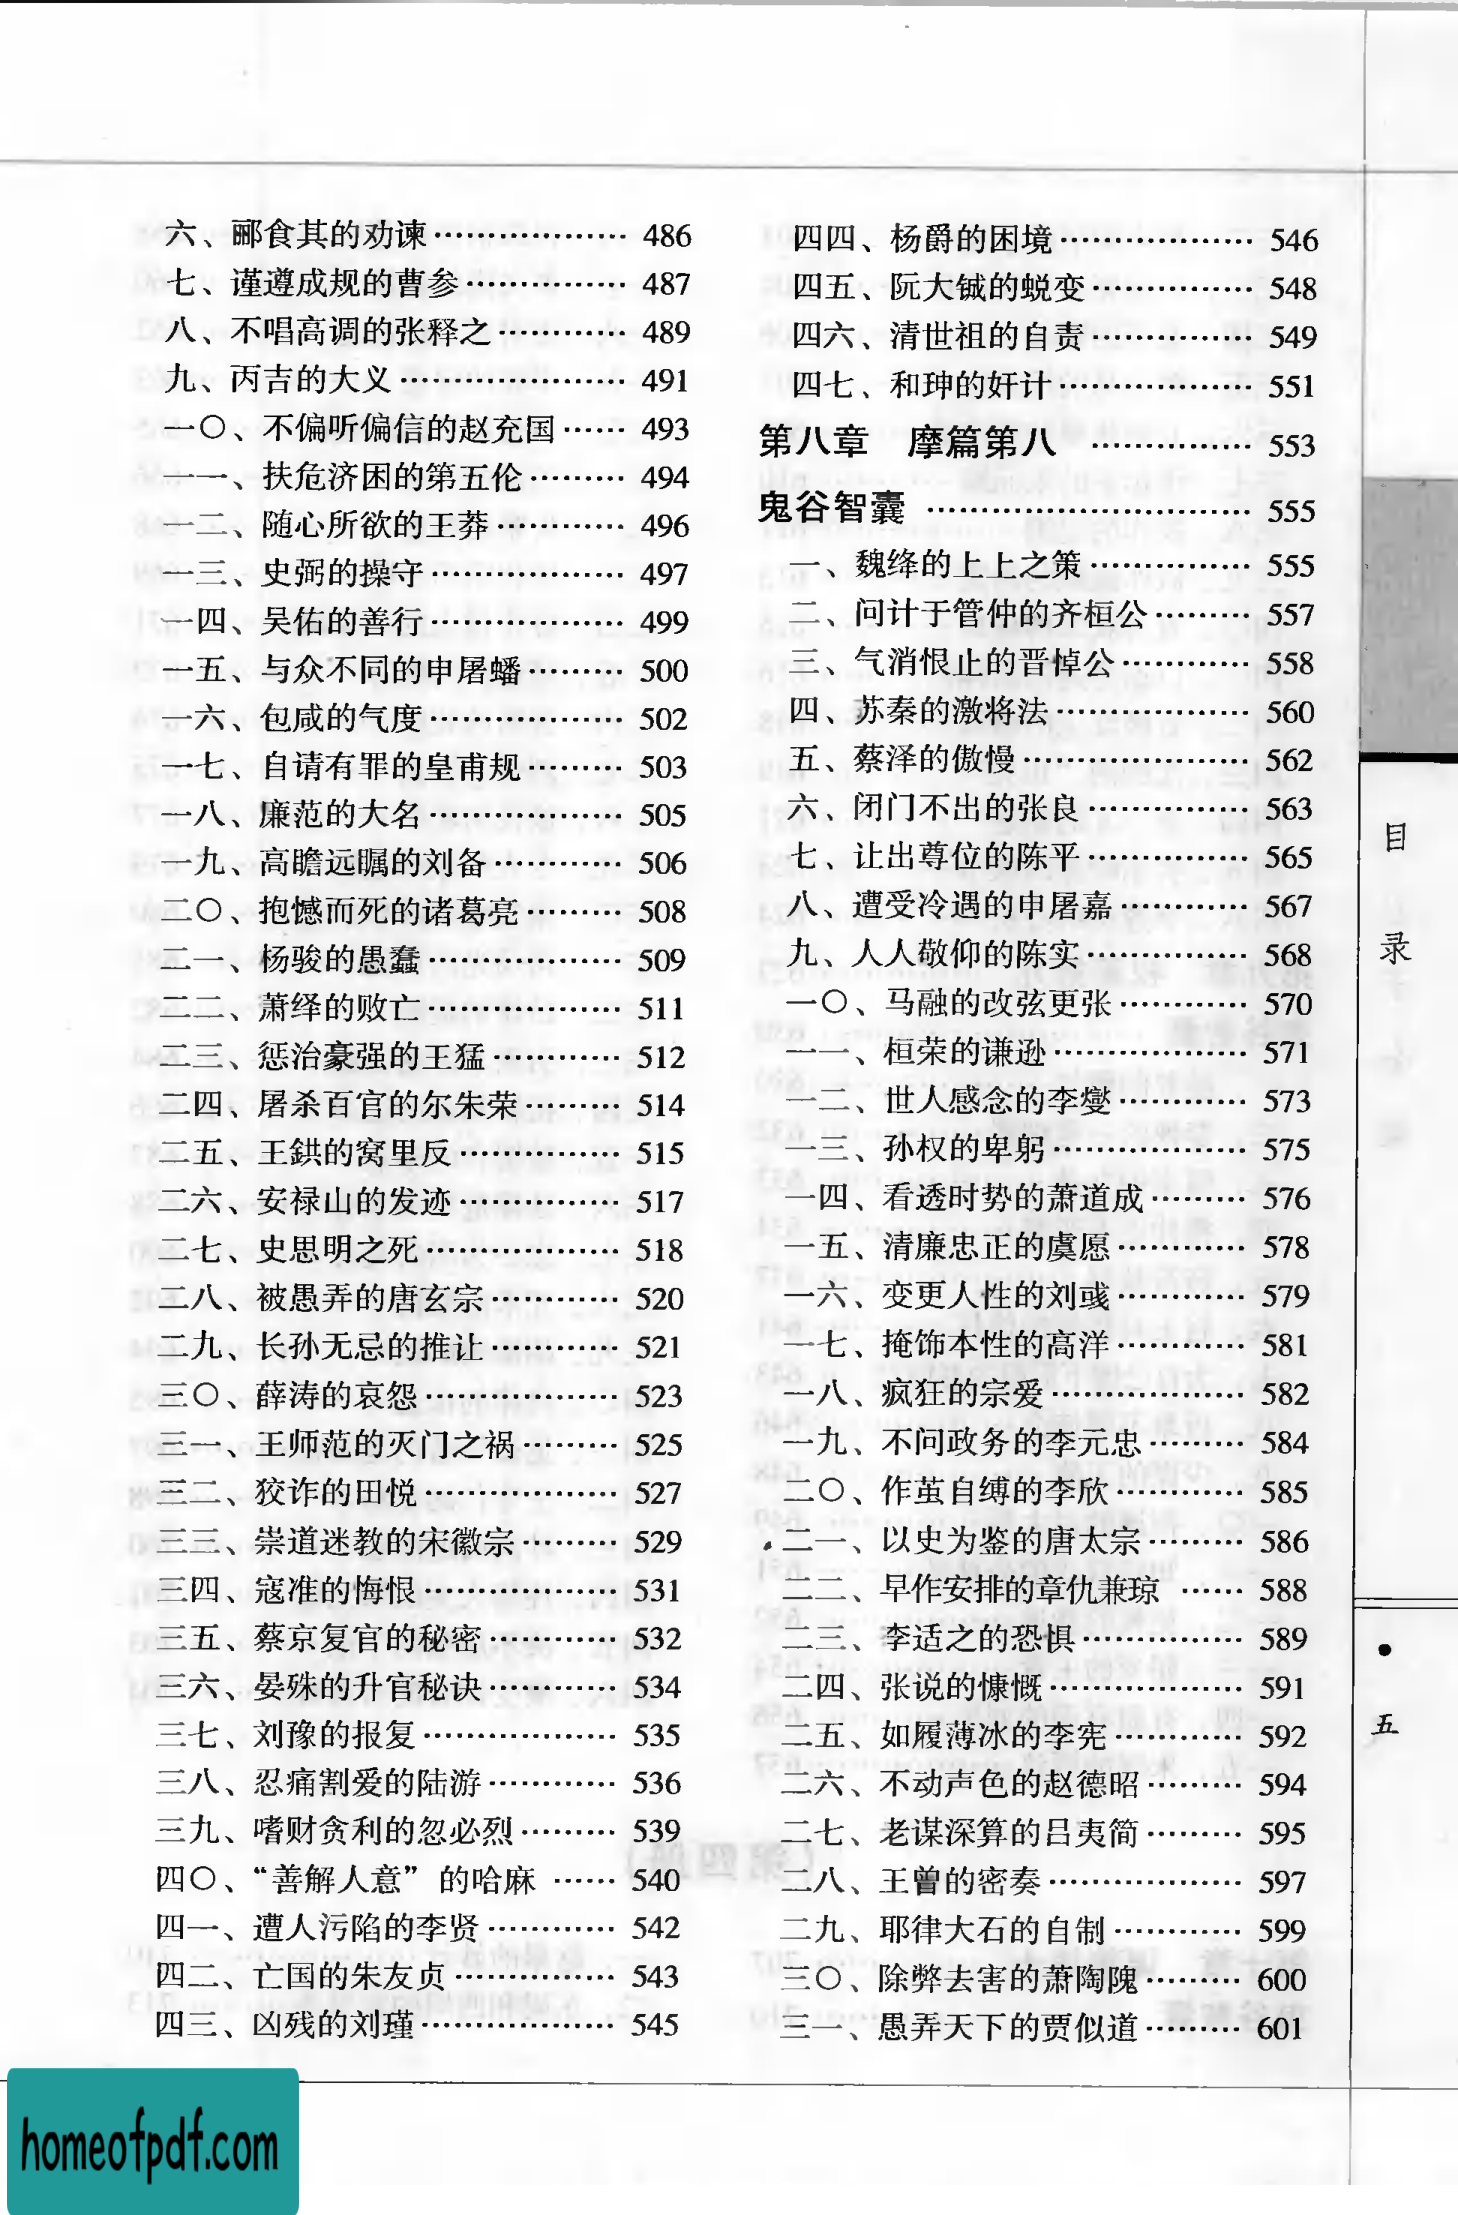 六、郦食其的劝谏……………… 486
七、谨遵成规的曹参…………… 487
八、不唱高调的张释之………… 489
九、丙吉的大义………………… 491
一〇、不偏听偏信的赵充国…… 493
一一、扶危济困的第五伦……… 494
一二、随心所欲的王莽………… 496
一三、史弼的操守……………… 497
一四、吴佑的善行……………… 499
一五、与众不同的申屠蟠……… 500
一六、包咸的气度……………… 502
一七、自请有罪的皇甫规……… 503
一八、廉范的大名……………… 505
一九、高瞻远瞩的刘备………… 506
二〇、抱憾而死的诸葛亮……… 508
二一、杨骏的愚蠢……………… 509
二二、萧绎的败亡……………… 511
二三、惩治豪强的王猛………… 512
二四、屠杀百官的尔朱荣……… 514
二五、王鉷的窝里反…………… 515
二六、安禄山的发迹…………… 517
二七、史思明之死……………… 518
二八、被愚弄的唐玄宗………… 520
二九、长孙无忌的推让………… 521
三〇、薛涛的哀怨……………… 523
三一、王师范的灭门之祸……… 525
三二、狡诈的田悦……………… 527
三三、崇道迷教的宋徽宗……… 529
三四、寇准的悔恨……………… 531
三五、蔡京复官的秘密………… 532
三六、晏殊的升官秘诀………… 534
三七、刘豫的报复……………… 535
三八、忍痛割爱的陆游………… 536
三九、嗜财贪利的忽必烈……… 539
四〇、“善解人意”的哈麻 …… 540
四一、遭人污陷的李贤………… 542
四二、亡国的朱友贞…………… 543
四三、凶残的刘瑾……………… 545
四四、杨爵的困境……………… 546
四五、阮大铖的蜕变…………… 548
四六、清世祖的自责…………… 549
四七、和珅的奸计……………… 551
第八章 摩篇第八 …………… 553
鬼谷智囊 ………………………… 555
一、魏绛的上上之策…………… 555
二、问计于管仲的齐桓公……… 557
三、气消恨止的晋悼公………… 558
四、苏秦的激将法……………… 560
五、蔡泽的傲慢………………… 562
六、闭门不出的张良…………… 563
七、让出尊位的陈平…………… 565
八、遭受冷遇的申屠嘉………… 567
九、人人敬仰的陈实…………… 568
一〇、马融的改弦更张………… 570
一一、桓荣的谦逊……………… 571
一二、世人感念的李燮………… 573
一三、孙权的卑躬……………… 575
一四、看透时势的萧道成……… 576
一五、清廉忠正的虞愿………… 578
一六、变更人性的刘彧………… 579
一七、掩饰本性的高洋………… 581
一八、疯狂的宗爱……………… 582
一九、不问政务的李元忠……… 584
二〇、作茧自缚的李欣………… 585
二一、以史为鉴的唐太宗……… 586
二二、早作安排的章仇兼琼 …… 588
二三、李适之的恐惧…………… 589
二四、张说的慷慨……………… 591
二五、如履薄冰的李宪………… 592
二六、不动声色的赵德昭……… 594
二七、老谋深算的吕夷简……… 595
二八、王曾的密奏……………… 597
二九、耶律大石的自制………… 599
三〇、除弊去害的萧陶隗……… 600
三一、愚弄天下的贾似道……… 601
目
录
●
五
homeofpdf.com